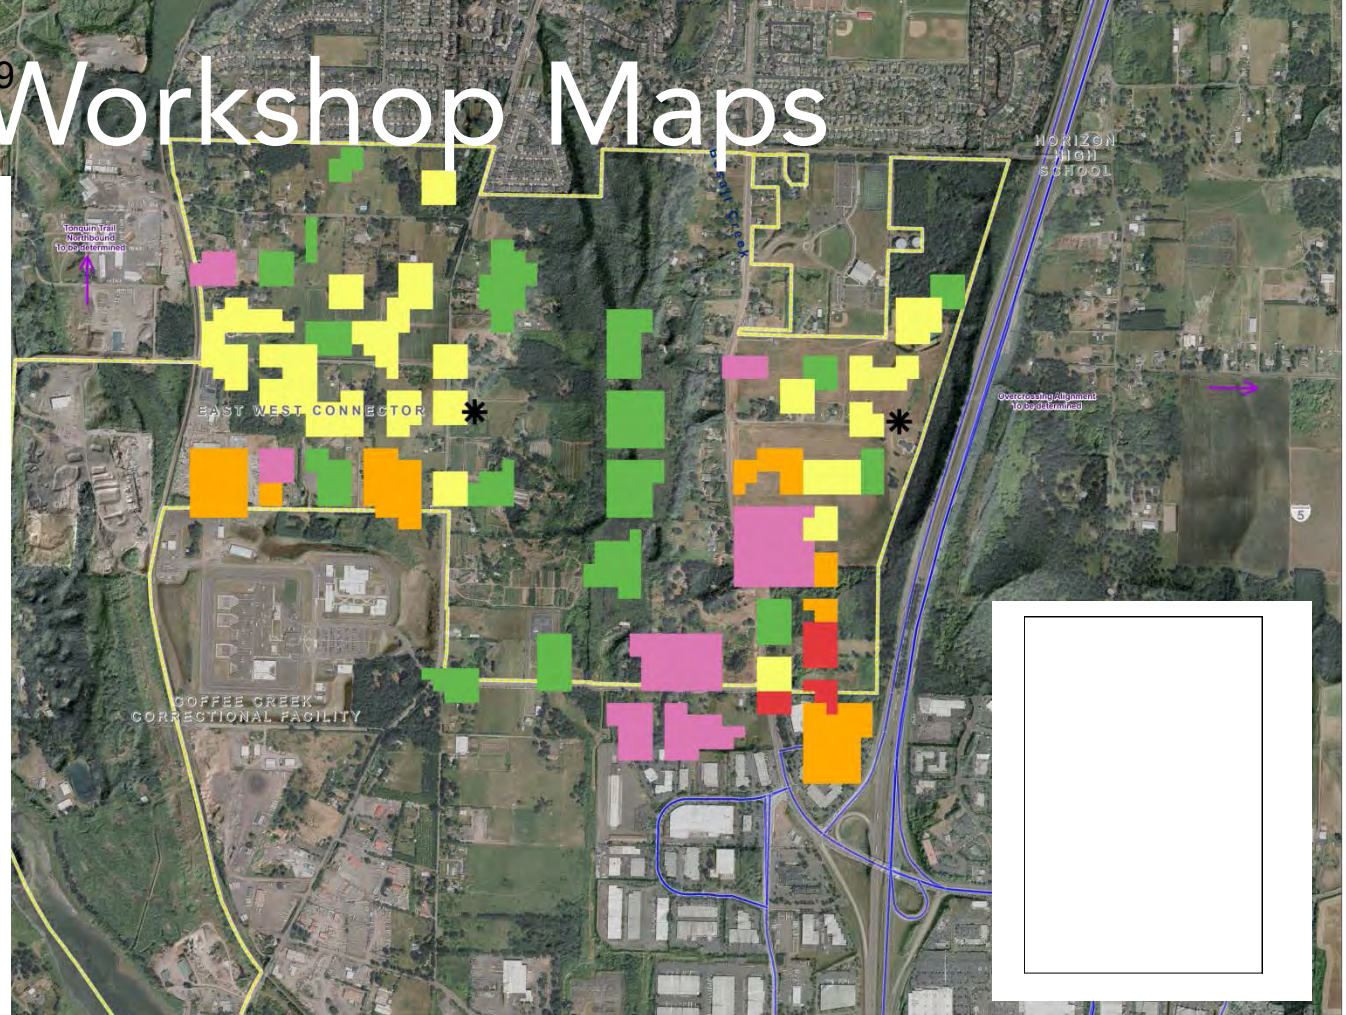 9
Workshop Maps
HORIZON
HIGH
SCHOOL
Tonquin Trail
Northbound
To be determined
Overcrossing Alignment
To be determined
EAST WEST CONNECTOR
5
COFFEE CREEK
CORRECTIONAL FACILITY